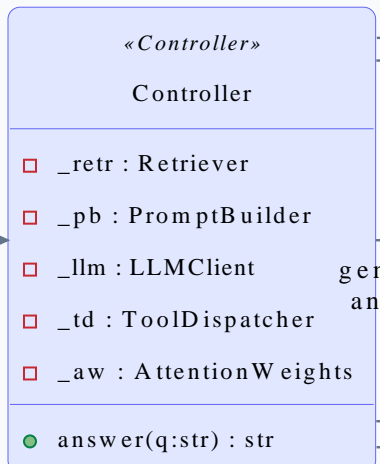 «Controller»
Controller
_retr : Retriever
_pb : PromptBuilder
_llm : LLMClient
_td : ToolDispatcher
_aw : AttentionWeights
answer(q:str) : str